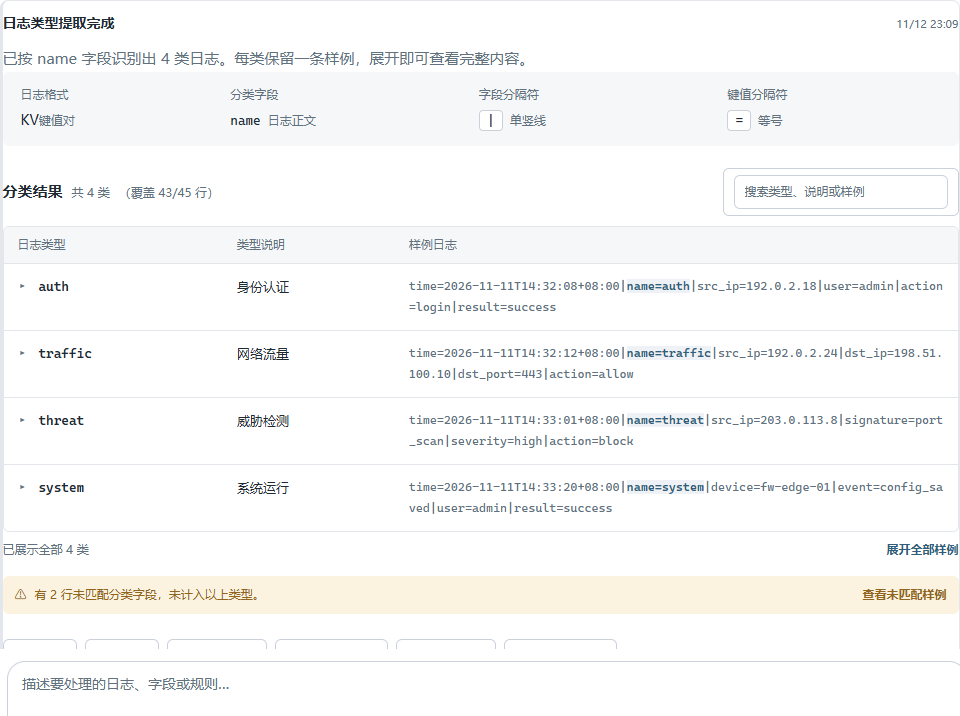 日志类型提取完成
11/12 23:09
已按 name 字段识别出 4 类日志。每类保留一条样例，展开即可查看完整内容。
日志格式 分类字段 字段分隔符 键值分隔符
KV键值对 name 日志正文 | 单竖线 = 等号
分类结果 共 4 类 （覆盖 43/45 行）
搜索类型、说明或样例
日志类型 类型说明 样例日志
auth 身份认证 time=2026-11-11T14:32:08+08:00|name=auth|src_ip=192.0.2.18|user=admin|action
=login|result=success
traffic 网络流量 time=2026-11-11T14:32:12+08:00|name=traffic|src_ip=192.0.2.24|dst_ip=198.51.
100.10|dst_port=443|action=allow
threat 威胁检测 time=2026-11-11T14:33:01+08:00|name=threat|src_ip=203.0.113.8|signature=port
_scan|severity=high|action=block
system 系统运行 time=2026-11-11T14:33:20+08:00|name=system|device=fw-edge-01|event=config_sa
ved|user=admin|result=success
已展示全部 4 类 展开全部样例
⚠ 有 2 行未匹配分类字段，未计入以上类型。 查看未匹配样例
描述要处理的日志、字段或规则...